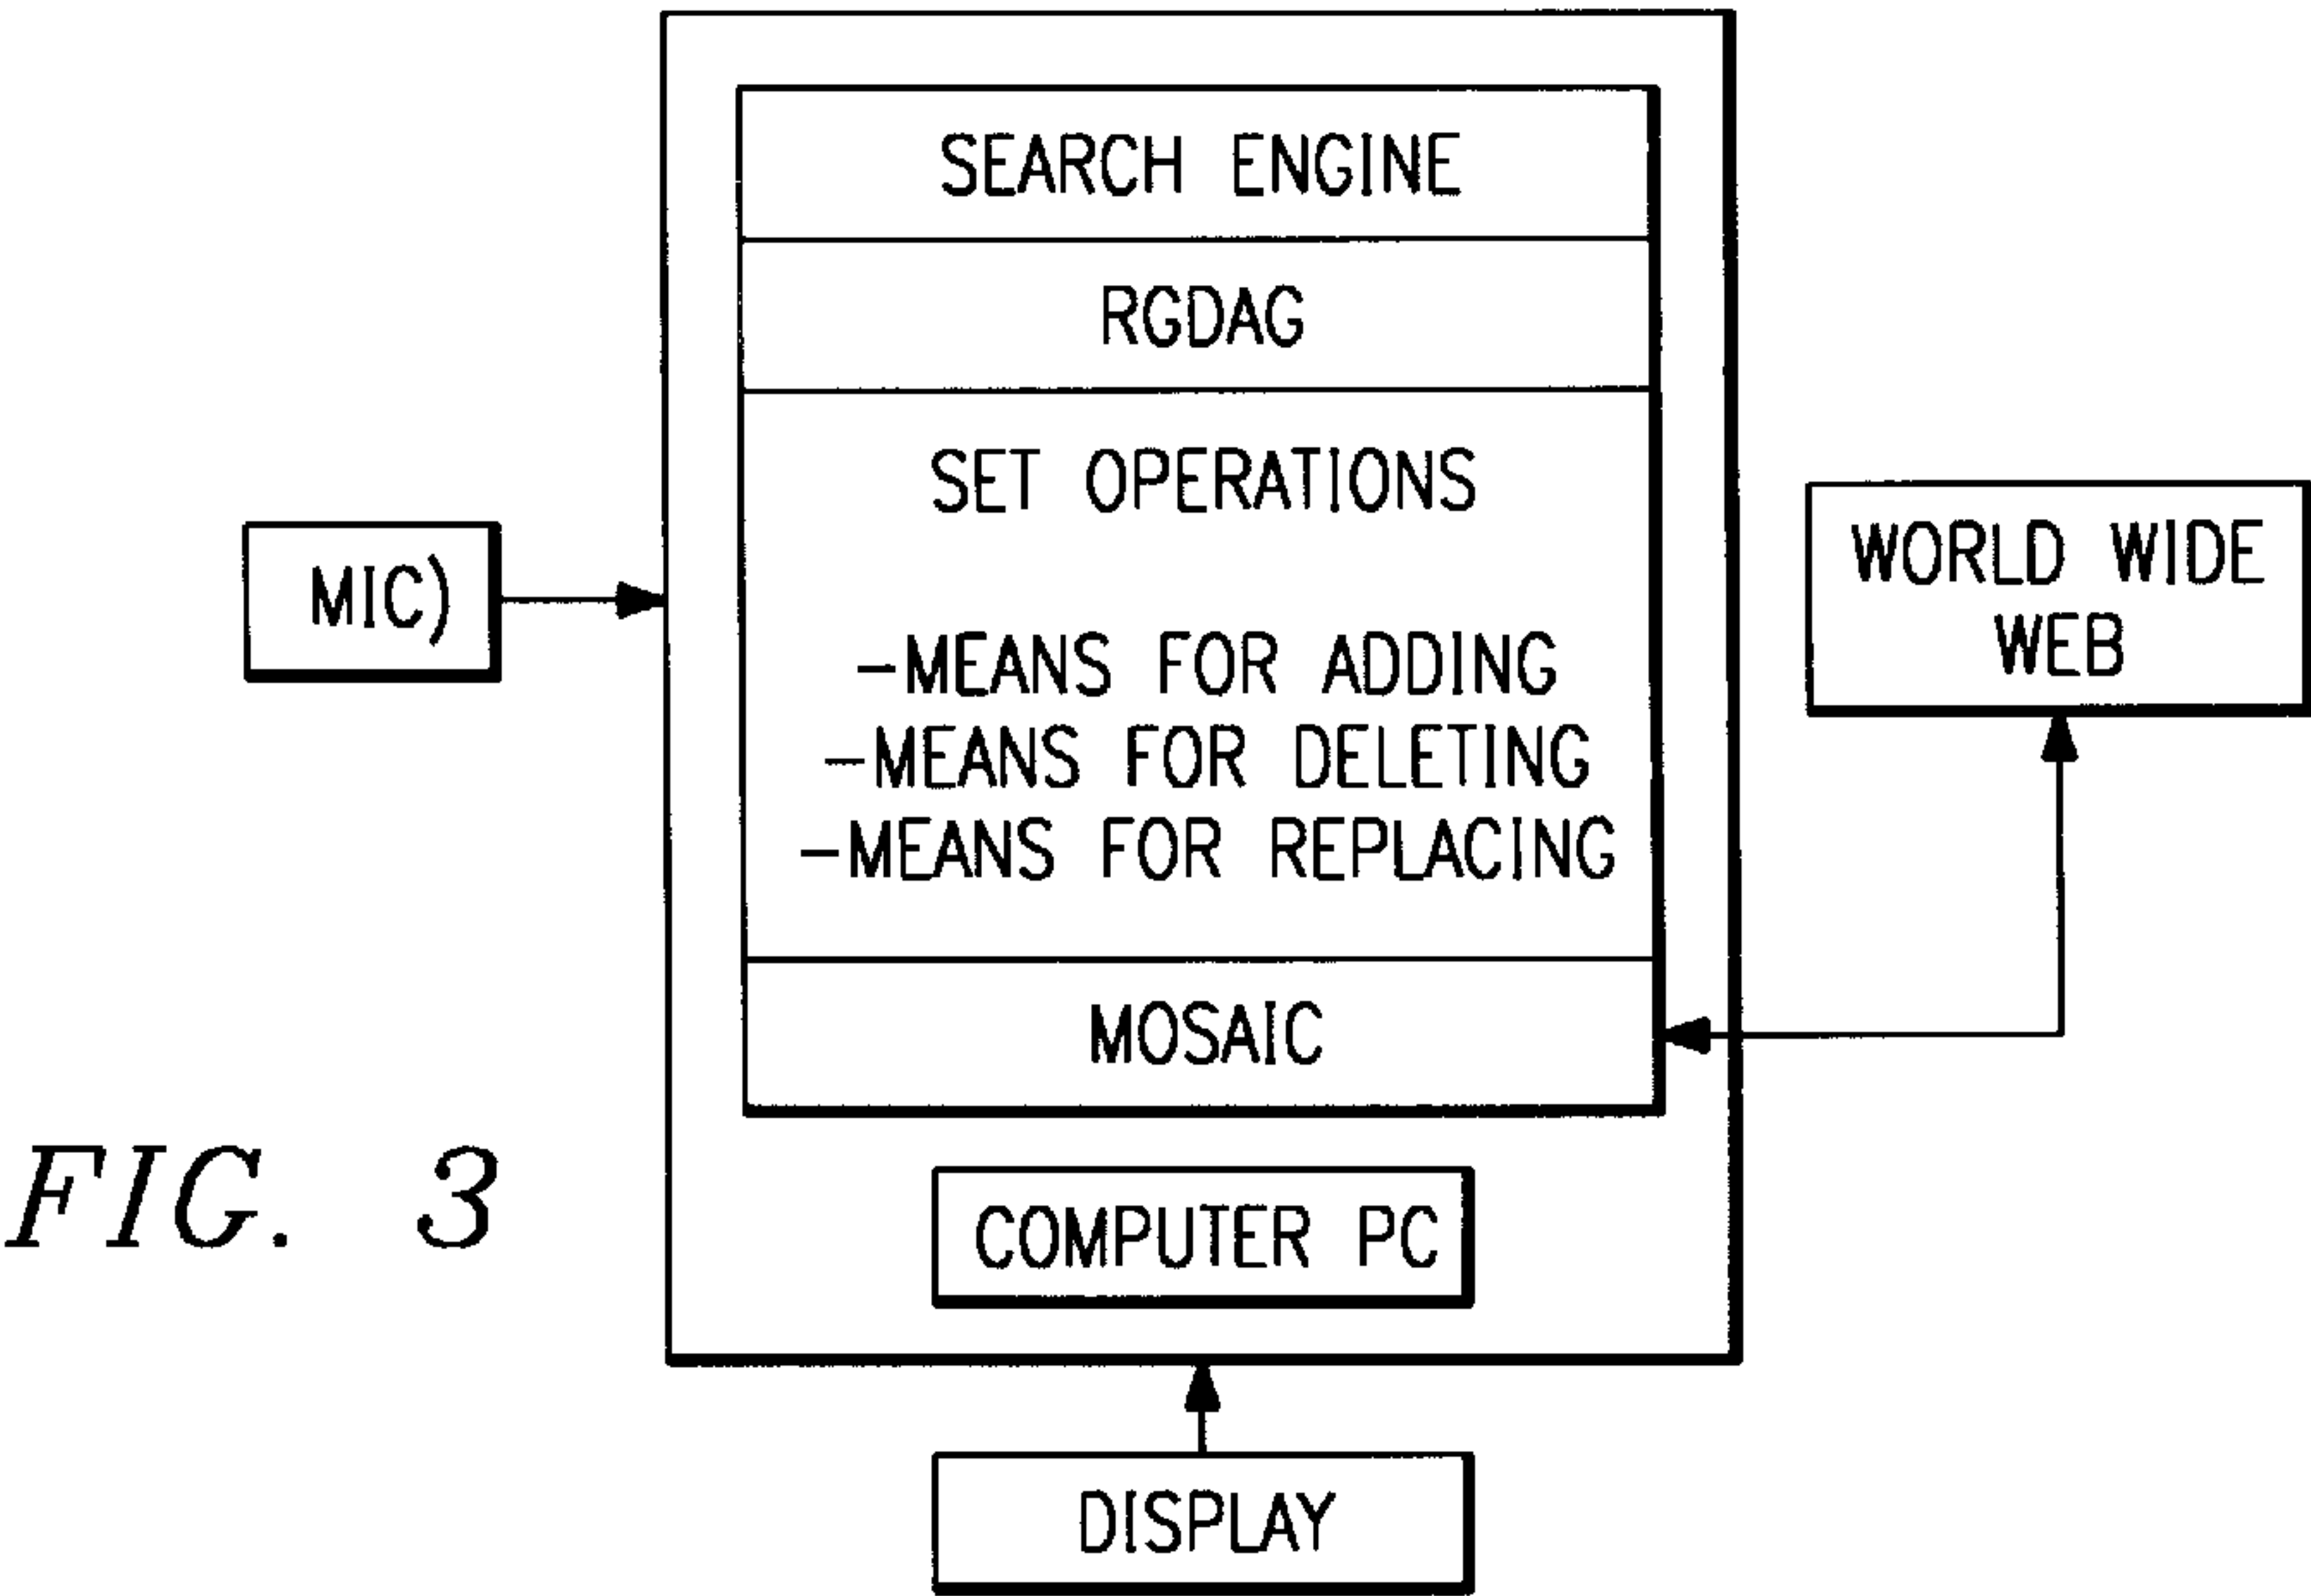 SEARCH ENGINE
RGDAG
SET OPERATIONS
-MEANS FOR ADDING
-MEANS FOR DELETING
-MEANS FOR REPLACING
MOSAIC
COMPUTER PC
MIC)
WORLD WIDE
WEB
DISPLAY
FIG. 3